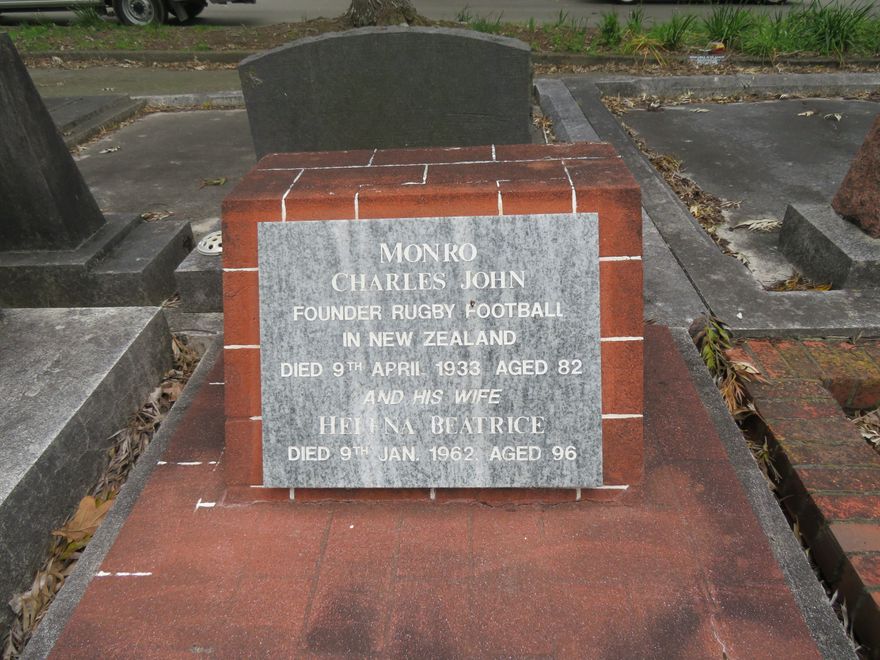 MONRO
CHARLES JOHN
FOUNDER RUGBY FOOTBALL
IN NEW ZEALAND
DIED 9TH APRIL 1933 AGED 82
AND HIS WIFE
HELENA BEATRICE
DIED 9TH JAN. 1962, AGED 96